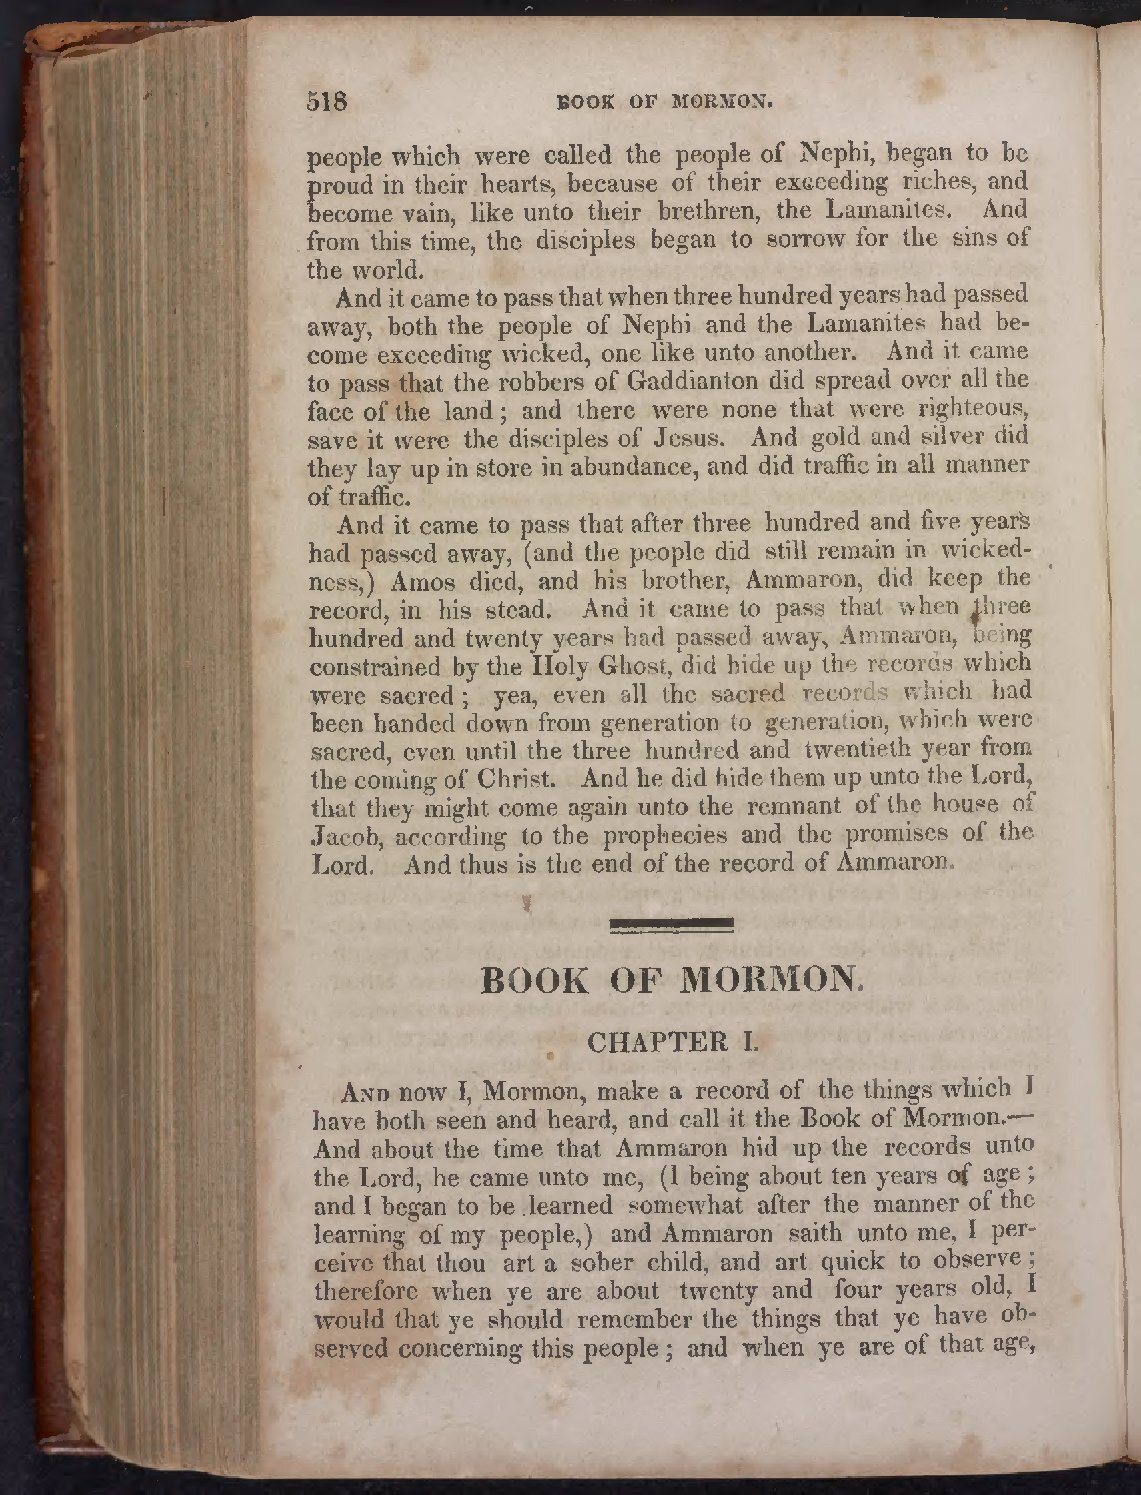 518 BOOK OF MORMON.
people which were called the people of Nephi, began to be
proud in their hearts, because of their exceeding riches, and
become vain, like unto their brethren, the Lamanites. And
from this time, the disciples began to sorrow for the sins of
the world.
And it came to pass that when three hundred years had passed
away, both the people of Nephi and the Lamanites had be-
come exceeding wicked, one like unto another. And it came
to pass that the robbers of Gaddianton did spread over all the
face of the land; and there were none that were righteous,
save it were the disciples of Jesus. And gold and silver did
they lay up in store in abundance, and did traffic in all manner
of traffic.
And it came to pass that after three hundred and five years
had passed away, (and the people did still remain in wicked-
ness,) Amos died, and his brother, Ammaron, did keep the
record, in his stead. And it came to pass that when three
hundred and twenty years had passed away, Ammaron, being
constrained by the Holy Ghost, did hide up the records which
were sacred; yea, even all the sacred records which had
been handed down from generation to generation, which were
sacred, even until the three hundred and twentieth year from
the coming of Christ. And he did hide them up unto the Lord,
that they might come again unto the remnant of the house of
Jacob, according to the prophecies and the promises of the
Lord. And thus is the end of the record of Ammaron.
BOOK OF MORMON.
CHAPTER I.
AND now I, Mormon, make a record of the things which I
have both seen and heard, and call it the Book of Mormon.—
And about the time that Ammaron hid up the records unto
the Lord, he came unto me, (I being about ten years of age;
and I began to be learned somewhat after the manner of the
learning of my people,) and Ammaron saith unto me, I per-
ceive that thou art a sober child, and art quick to observe;
therefore when ye are about twenty and four years old, I
would that ye should remember the things that ye have ob-
served concerning this people; and when ye are of that age,